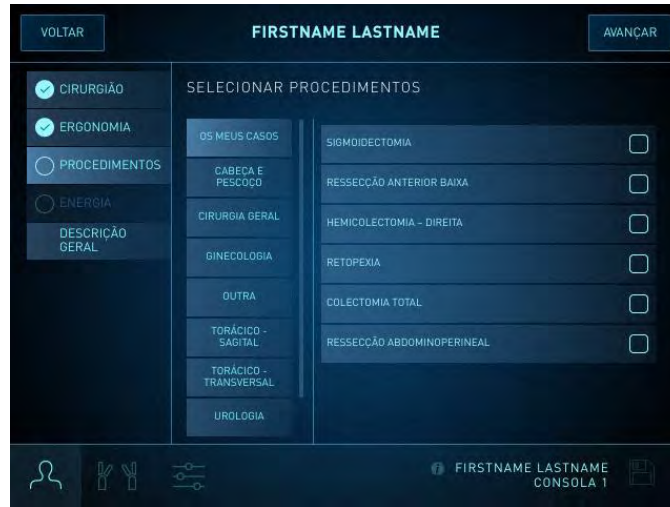 VOLTAR
FIRSTNAME LASTNAME
AVANÇAR
CIRURGIÃO
ERGONOMIA
PROCEDIMENTOS
ENERGIA
DESCRIÇÃO
GERAL
SELECIONAR PROCEDIMENTOS
OS MEUS CASOS
CABEÇA E
PESCOÇO
CIRURGIA GERAL
GINECOLOGIA
OUTRA
TORÁCICO -
SAGITAL
TORÁCICO -
TRANSVERSAL
UROLOGIA
SIGMOIDECTOMIA
RESSECÇÃO ANTERIOR BAIXA
HEMICOLECTOMIA – DIREITA
RETOPEXIA
COLECTOMIA TOTAL
RESSECÇÃO ABDOMINOPERINEAL
FIRSTNAME LASTNAME
CONSOLA 1